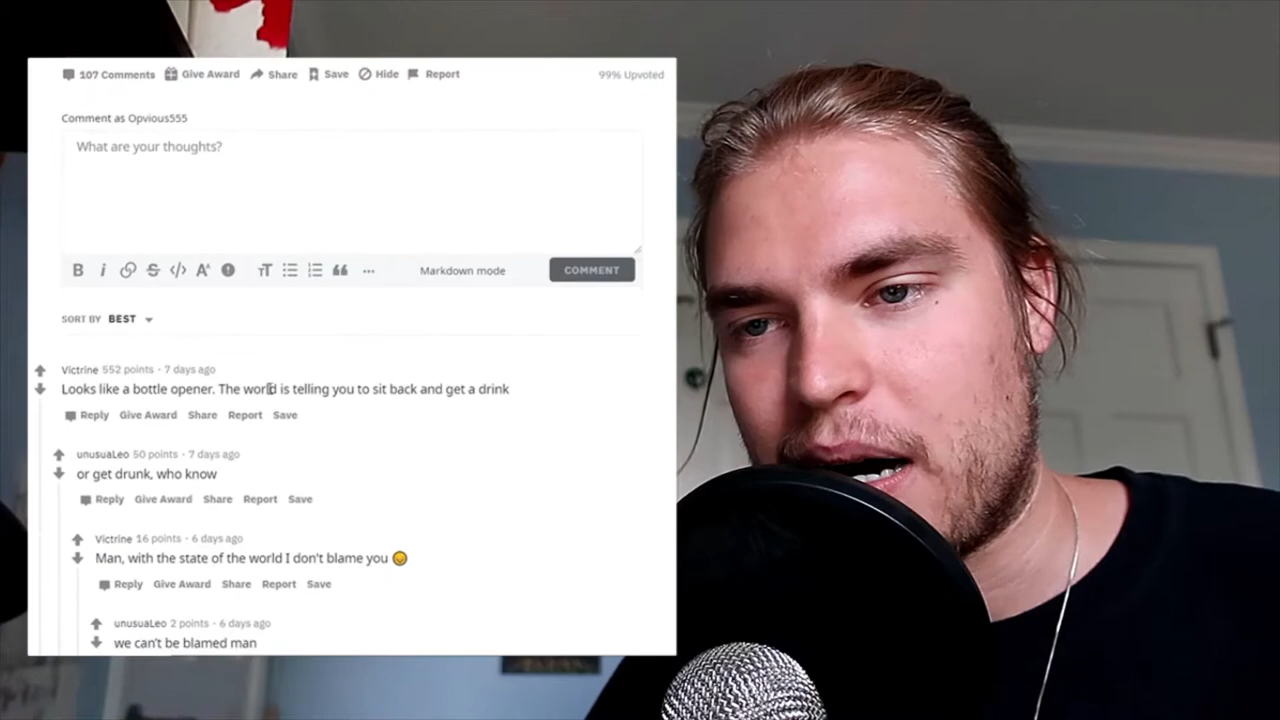 107 Comments Give Award Share Save Hide Report 99% Upvoted
Comment as Opvious555
What are your thoughts?
B i S </> A T Markdown mode COMMENT
SORT BY BEST
Victrine 552 points · 7 days ago
Looks like a bottle opener. The world is telling you to sit back and get a drink
Reply Give Award Share Report Save
unusuaLeo 50 points · 7 days ago
or get drunk, who know
Reply Give Award Share Report Save
Victrine 16 points · 6 days ago
Man, with the state of the world I don't blame you
Reply Give Award Share Report Save
unusuaLeo 2 points · 6 days ago
we can't be blamed man